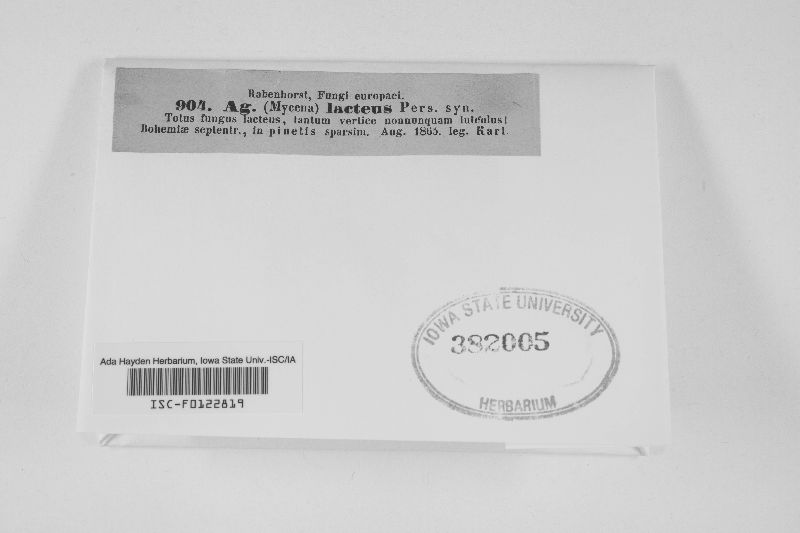 Rabenhorst, Fungi europaei.
904. Ag. (Mycena) lacteus Pers. syn.
Totus fungus lacteus, tantum vertice nonnunquam luteolus!
Bohemiæ septentr., in pinetis sparsim. Aug. 1865. leg. Karl.
IOWA STATE UNIVERSITY
382005
HERBARIUM
Ada Hayden Herbarium, Iowa State Univ.-ISC/IA
ISC-F0122819